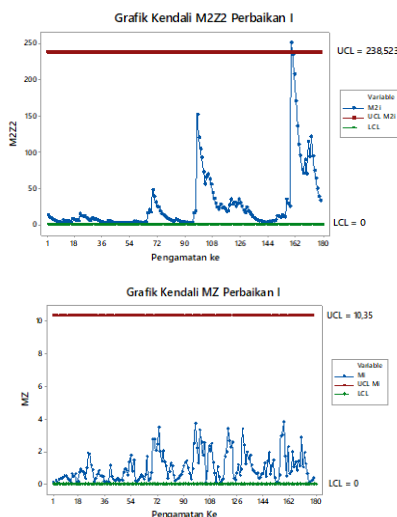 Grafik Kendali M2Z2 Perbaikan I
250
UCL = 238,523
200
150
100
50
0
M2Z2
Variable
M2i
UCL M2i
LCL
LCL = 0
1 18 36 54 72 90 108 126 144 162 180
Pengamatan ke
Grafik Kendali MZ Perbaikan I
10
UCL = 10,35
8
6
4
2
0
MZ
Variable
Mi
UCL Mi
LCL
LCL = 0
1 18 36 54 72 90 108 126 144 162 180
Pengamatan Ke